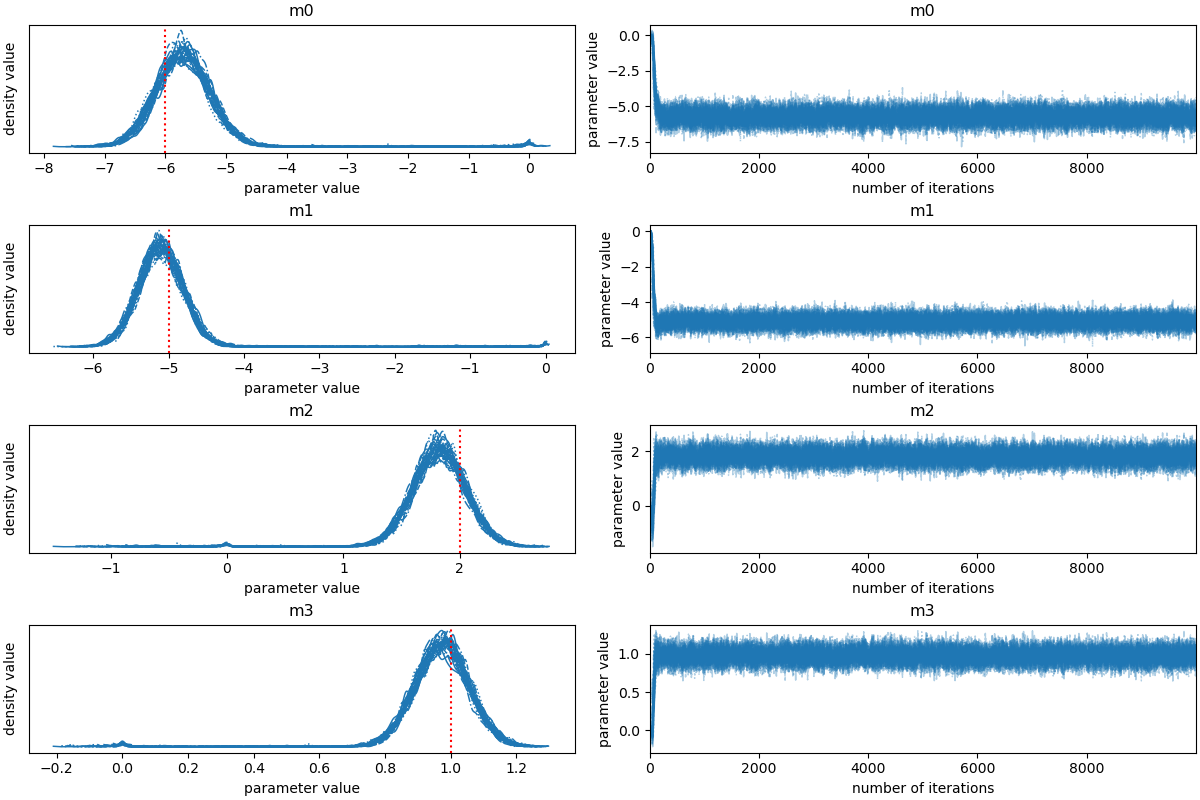 m0
m0
density value
parameter value
0.0
−2.5
−5.0
−7.5
−8 −7 −6 −5 −4 −3 −2 −1 0
0 2000 4000 6000 8000
parameter value
number of iterations
m1
m1
density value
parameter value
0
−2
−4
−6
−6 −5 −4 −3 −2 −1 0
0 2000 4000 6000 8000
parameter value
number of iterations
m2
m2
density value
parameter value
2
0
−1 0 1 2
0 2000 4000 6000 8000
parameter value
number of iterations
m3
m3
density value
parameter value
1.0
0.5
0.0
−0.2 0.0 0.2 0.4 0.6 0.8 1.0 1.2
0 2000 4000 6000 8000
parameter value
number of iterations